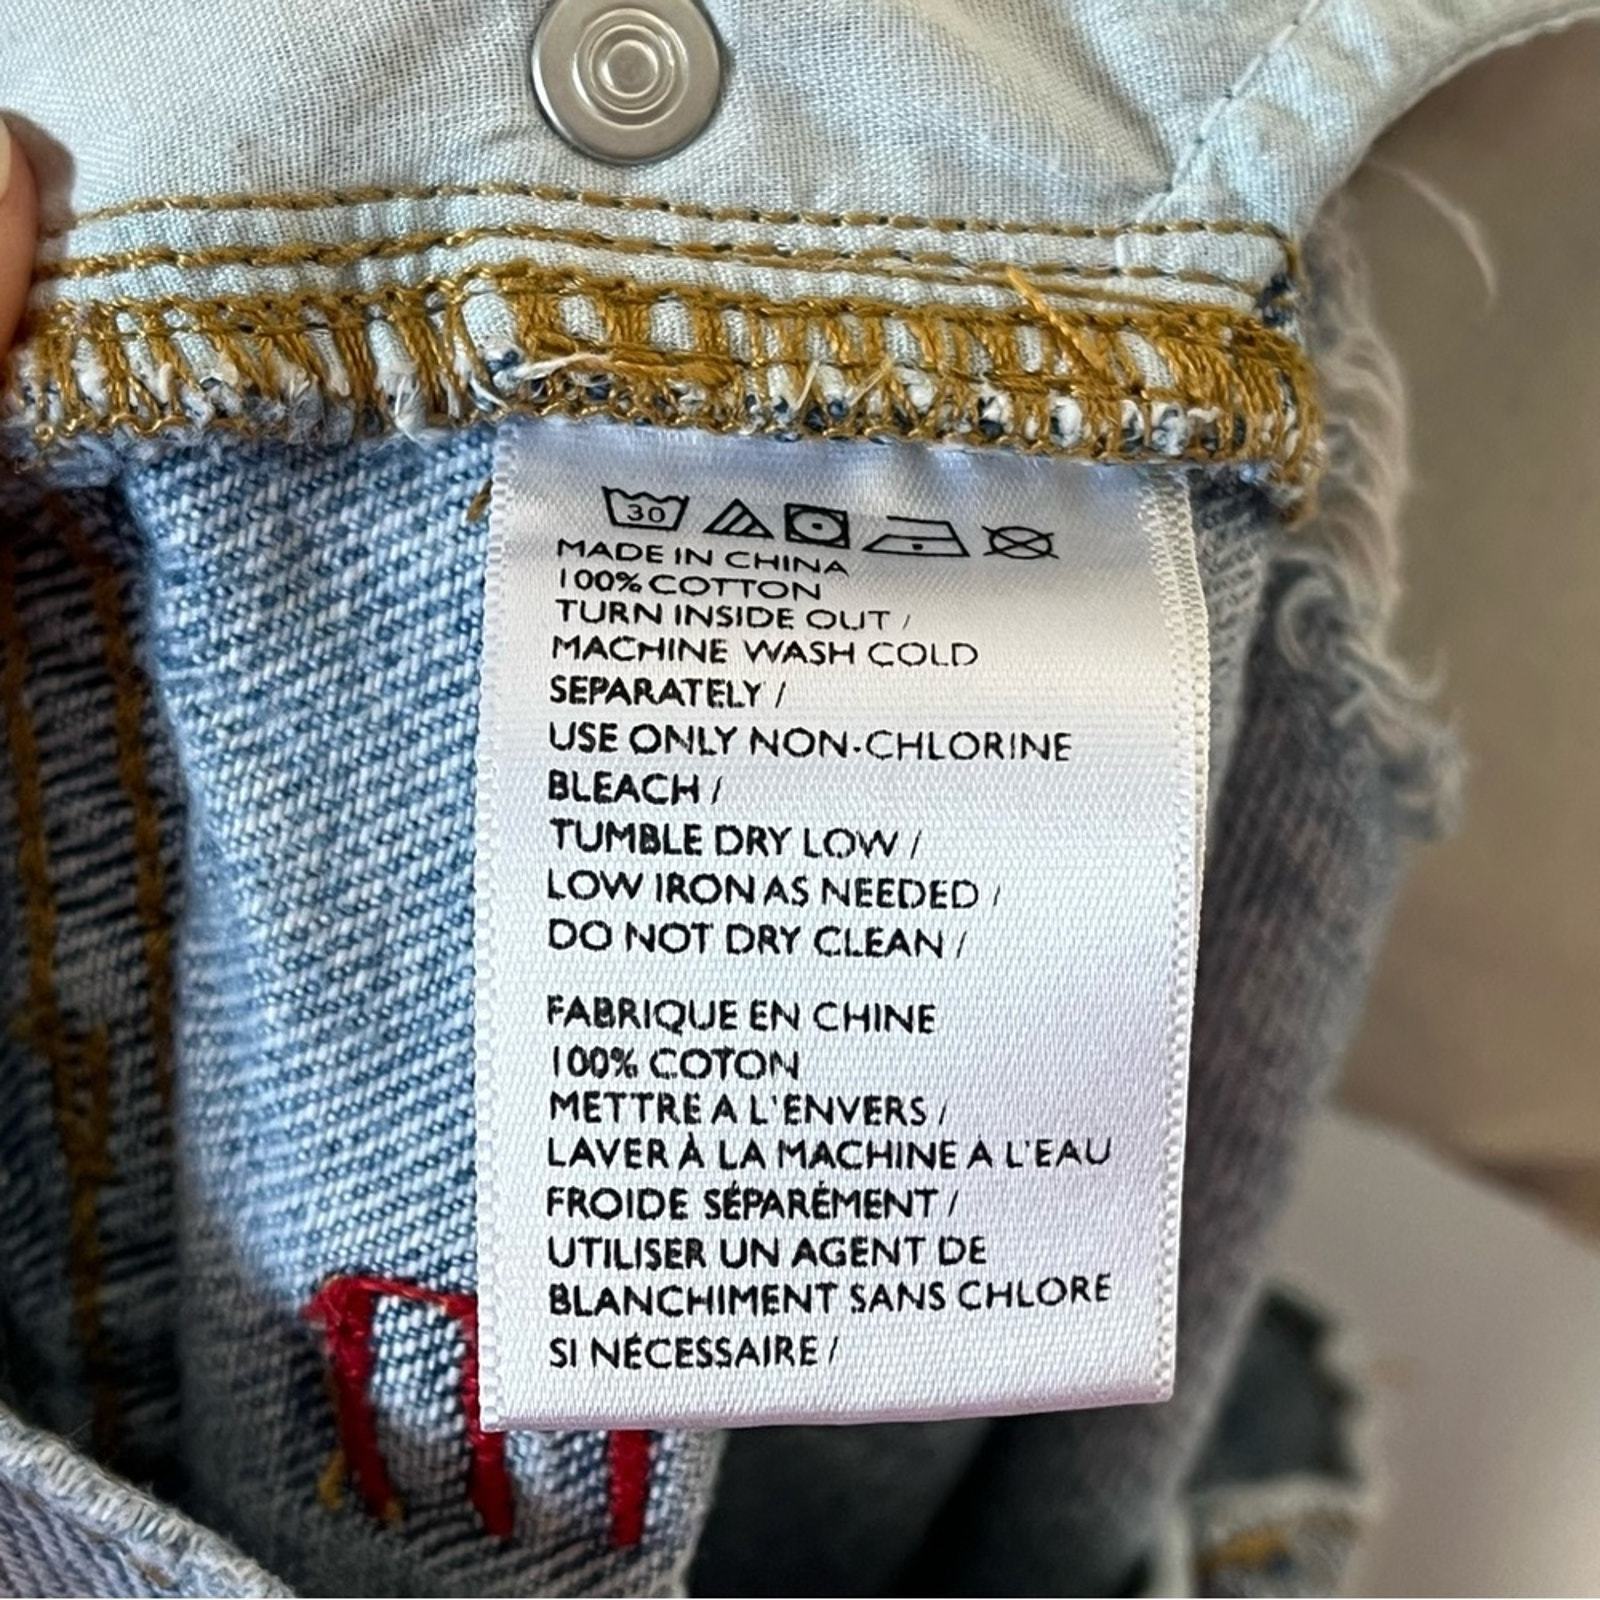 30
MADE IN CHINA
100% COTTON
TURN INSIDE OUT /
MACHINE WASH COLD
SEPARATELY /
USE ONLY NON-CHLORINE
BLEACH /
TUMBLE DRY LOW /
LOW IRON AS NEEDED /
DO NOT DRY CLEAN /
FABRIQUE EN CHINE
100% COTON
METTRE A L'ENVERS /
LAVER À LA MACHINE A L'EAU
FROIDE SÉPARÉMENT /
UTILISER UN AGENT DE
BLANCHIMENT SANS CHLORE
SI NÉCESSAIRE /